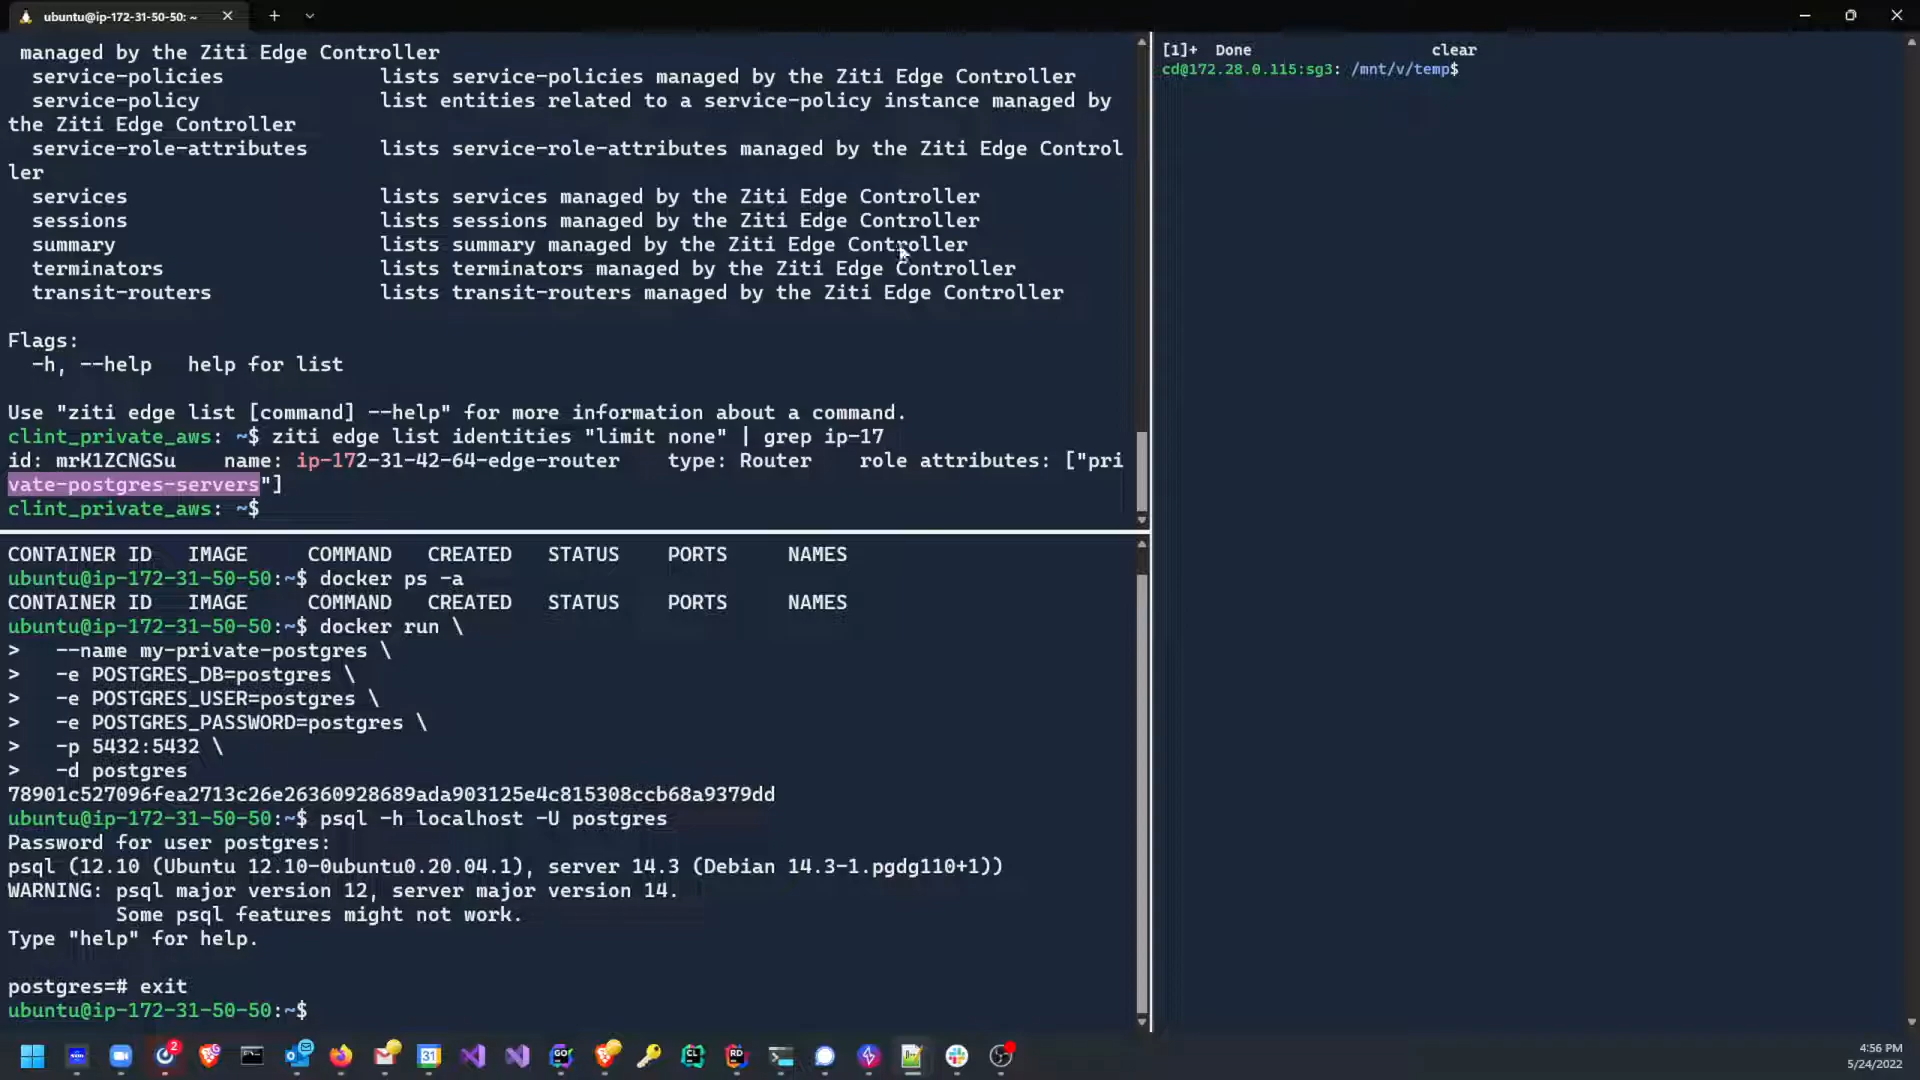 ubuntu@ip-172-31-50-50: ~
managed by the Ziti Edge Controller
service-policies lists service-policies managed by the Ziti Edge Controller
service-policy list entities related to a service-policy instance managed by
the Ziti Edge Controller
service-role-attributes lists service-role-attributes managed by the Ziti Edge Control
ler
services lists services managed by the Ziti Edge Controller
sessions lists sessions managed by the Ziti Edge Controller
summary lists summary managed by the Ziti Edge Controller
terminators lists terminators managed by the Ziti Edge Controller
transit-routers lists transit-routers managed by the Ziti Edge Controller
Flags:
-h, --help help for list
Use "ziti edge list [command] --help" for more information about a command.
clint_private_aws: ~$ ziti edge list identities "limit none" | grep ip-17
id: mrK1ZCNGSu name: ip-172-31-42-64-edge-router type: Router role attributes: ["pri
vate-postgres-servers"]
clint_private_aws: ~$
CONTAINER ID IMAGE COMMAND CREATED STATUS PORTS NAMES
ubuntu@ip-172-31-50-50:~$ docker ps -a
CONTAINER ID IMAGE COMMAND CREATED STATUS PORTS NAMES
ubuntu@ip-172-31-50-50:~$ docker run \
> --name my-private-postgres \
> -e POSTGRES_DB=postgres \
> -e POSTGRES_USER=postgres \
> -e POSTGRES_PASSWORD=postgres \
> -p 5432:5432 \
> -d postgres
78901c527096fea2713c26e26360928689ada903125e4c815308ccb68a9379dd
ubuntu@ip-172-31-50-50:~$ psql -h localhost -U postgres
Password for user postgres:
psql (12.10 (Ubuntu 12.10-0ubuntu0.20.04.1), server 14.3 (Debian 14.3-1.pgdg110+1))
WARNING: psql major version 12, server major version 14.
Some psql features might not work.
Type "help" for help.
postgres=# exit
ubuntu@ip-172-31-50-50:~$
[1]+ Done clear
cd@172.28.0.115:sg3: /mnt/v/temp$
2
31
GO
CL
RD
4:56 PM
5/24/2022